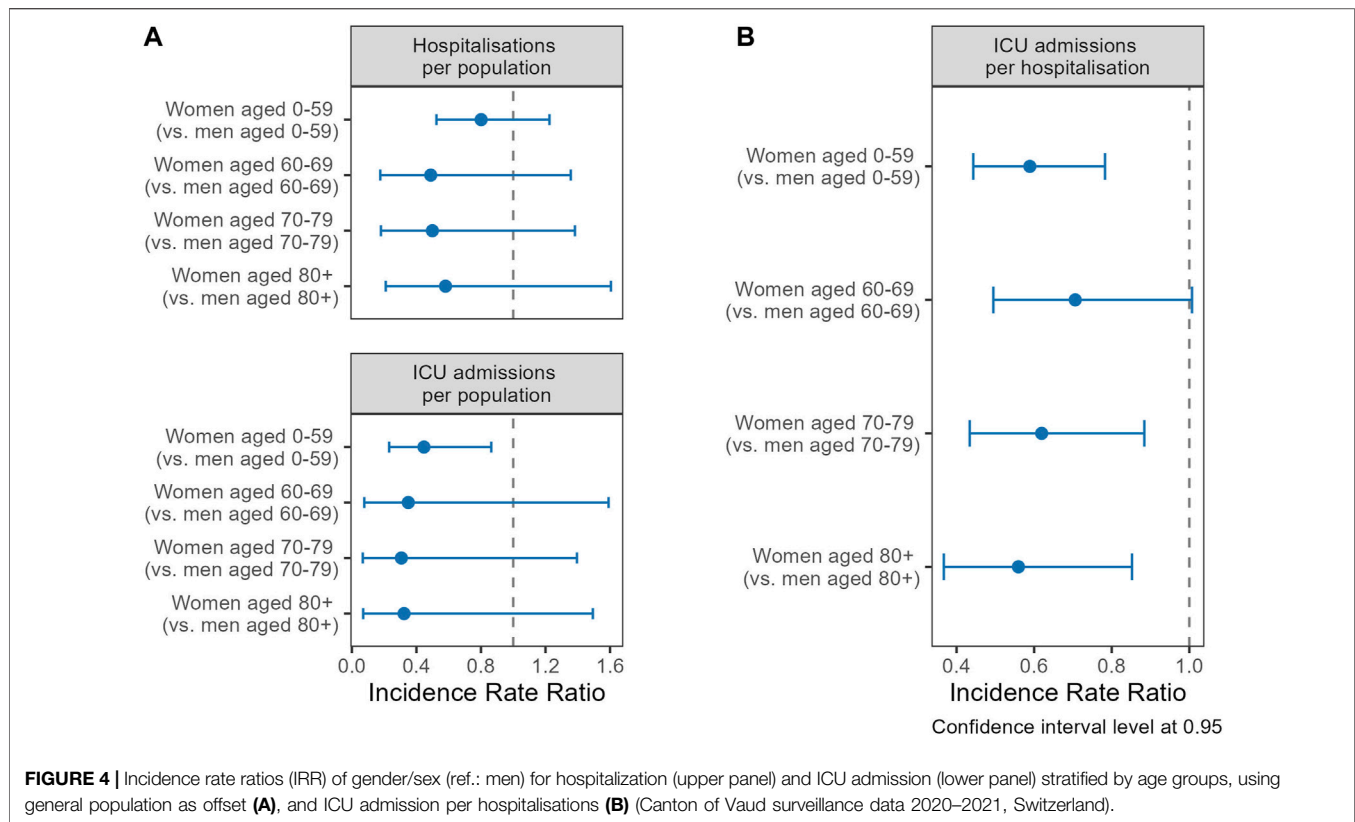 A
Hospitalisations
per population
Women aged 0-59
(vs. men aged 0-59)
Women aged 60-69
(vs. men aged 60-69)
Women aged 70-79
(vs. men aged 70-79)
Women aged 80+
(vs. men aged 80+)
ICU admissions
per population
Women aged 0-59
(vs. men aged 0-59)
Women aged 60-69
(vs. men aged 60-69)
Women aged 70-79
(vs. men aged 70-79)
Women aged 80+
(vs. men aged 80+)
0.0 0.4 0.8 1.2 1.6
Incidence Rate Ratio
B
ICU admissions
per hospitalisation
Women aged 0-59
(vs. men aged 0-59)
Women aged 60-69
(vs. men aged 60-69)
Women aged 70-79
(vs. men aged 70-79)
Women aged 80+
(vs. men aged 80+)
0.4 0.6 0.8 1.0
Incidence Rate Ratio
Confidence interval level at 0.95
FIGURE 4 | Incidence rate ratios (IRR) of gender/sex (ref.: men) for hospitalization (upper panel) and ICU admission (lower panel) stratified by age groups, using
general population as offset (A), and ICU admission per hospitalisations (B) (Canton of Vaud surveillance data 2020–2021, Switzerland).